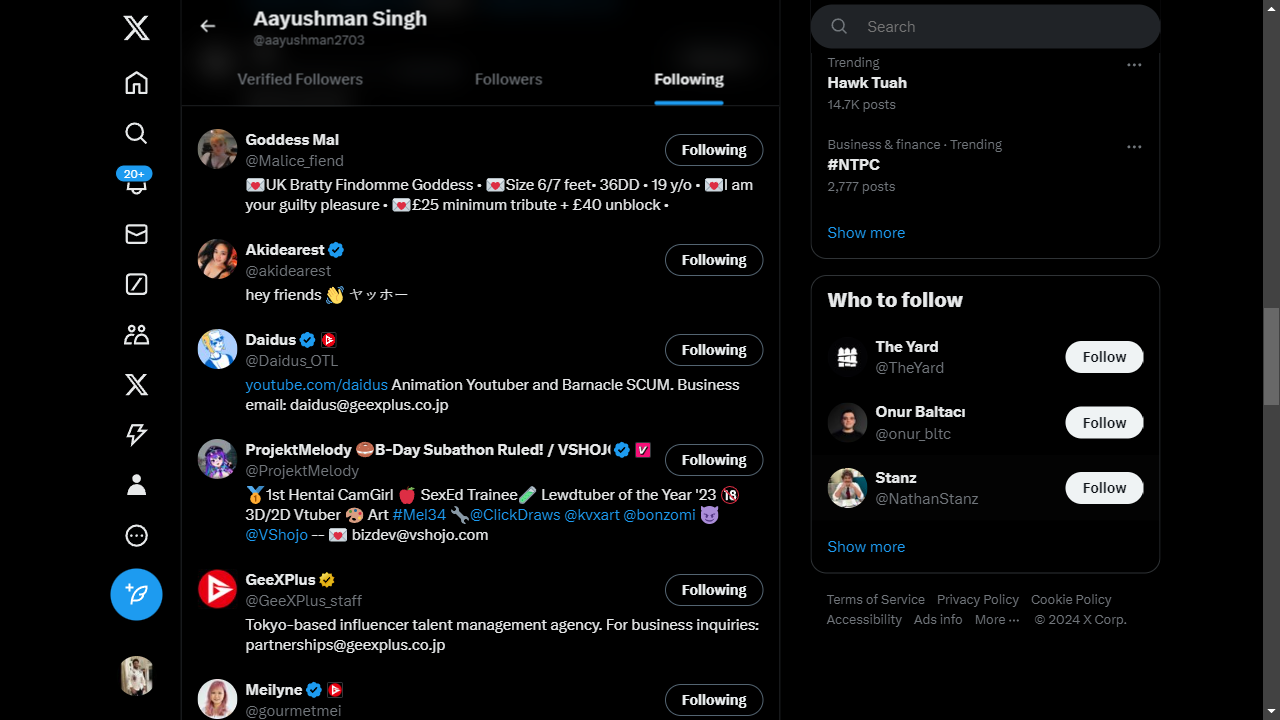 Aayushman Singh
@aayushman2703
Verified Followers
Followers
Following
20+
Goddess Mal
@Malice_fiend
Following
💌UK Bratty Findomme Goddess • 💌Size 6/7 feet• 36DD • 19 y/o • 💌I am
your guilty pleasure • 💌£25 minimum tribute + £40 unblock •
Akidearest
@akidearest
Following
hey friends 👋 ヤッホー
Daidus
@Daidus_OTL
Following
youtube.com/daidus Animation Youtuber and Barnacle SCUM. Business
email: daidus@geexplus.co.jp
ProjektMelody 🍔B-Day Subathon Ruled! / VSHOJO
@ProjektMelody
Following
🥇1st Hentai CamGirl 🍎 SexEd Trainee🧪 Lewdtuber of the Year '23 🔞
3D/2D Vtuber 🎨 Art #Mel34 🔧@ClickDraws @kvxart @bonzomi 😈
@VShojo -- 💌 bizdev@vshojo.com
GeeXPlus
@GeeXPlus_staff
Following
Tokyo-based influencer talent management agency. For business inquiries:
partnerships@geexplus.co.jp
Meilyne
@gourmetmei
Following
Search
Trending
Hawk Tuah
14.7K posts
Business & finance · Trending
#NTPC
2,777 posts
Show more
Who to follow
The Yard
@TheYard
Follow
Onur Baltacı
@onur_bltc
Follow
Stanz
@NathanStanz
Follow
Show more
Terms of Service Privacy Policy Cookie Policy
Accessibility Ads info More ··· © 2024 X Corp.